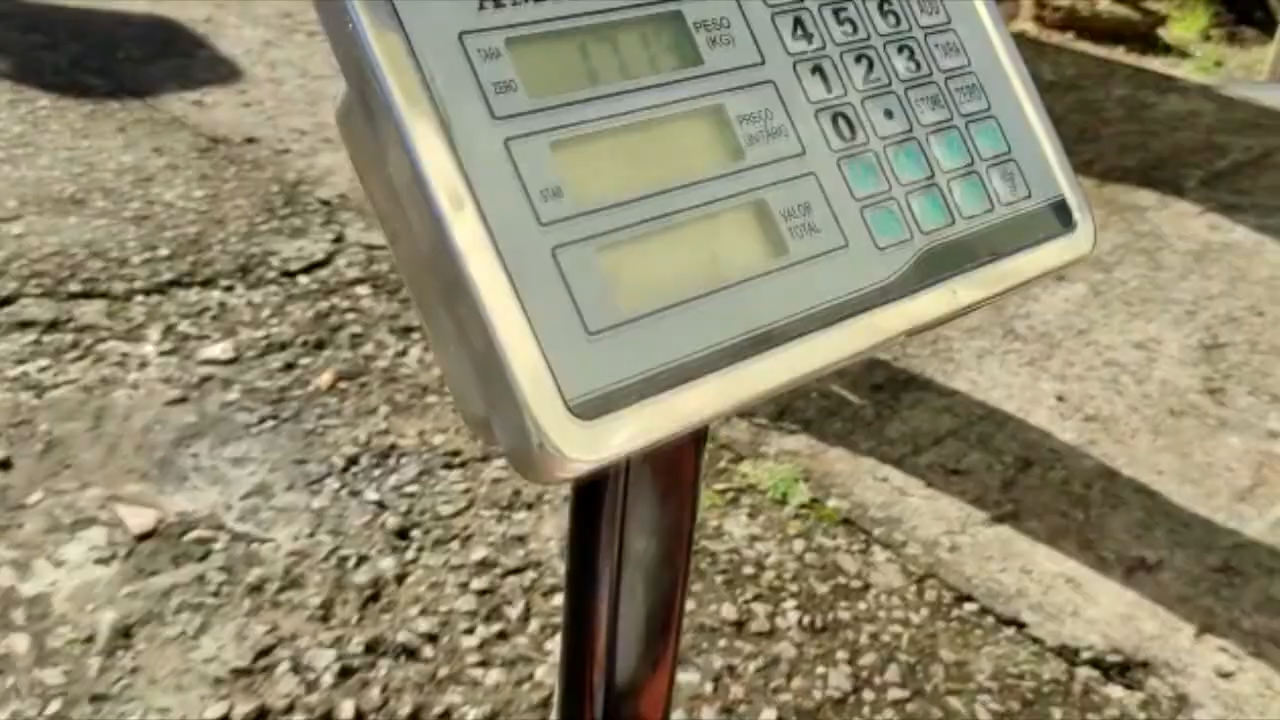 TARA
ZERO
PESO
(KG)
PREÇO
UNITÁRIO
STAB
VALOR
TOTAL
4 5 6 ADD
1 2 3 TARA
0 . STORE ZERO